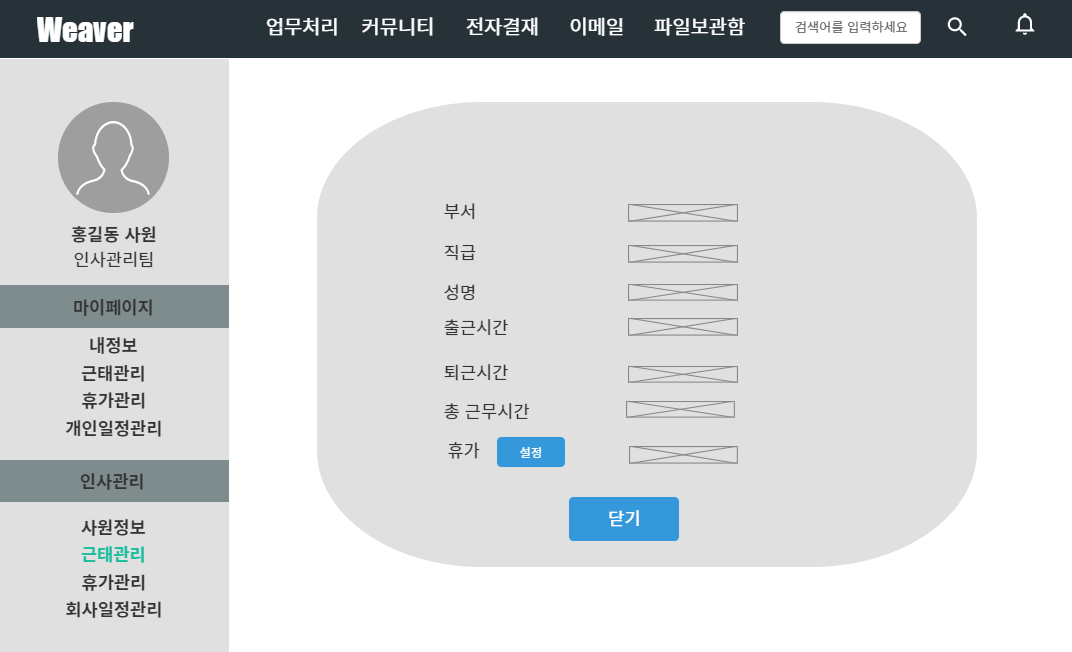 Weaver 업무처리 커뮤니티 전자결재 이메일 파일보관함 검색어를 입력하세요
홍길동 사원
인사관리팀
마이페이지
내정보
근태관리
휴가관리
개인일정관리
인사관리
사원정보
근태관리
휴가관리
회사일정관리
부서
직급
성명
출근시간
퇴근시간
총 근무시간
휴가 설정
닫기